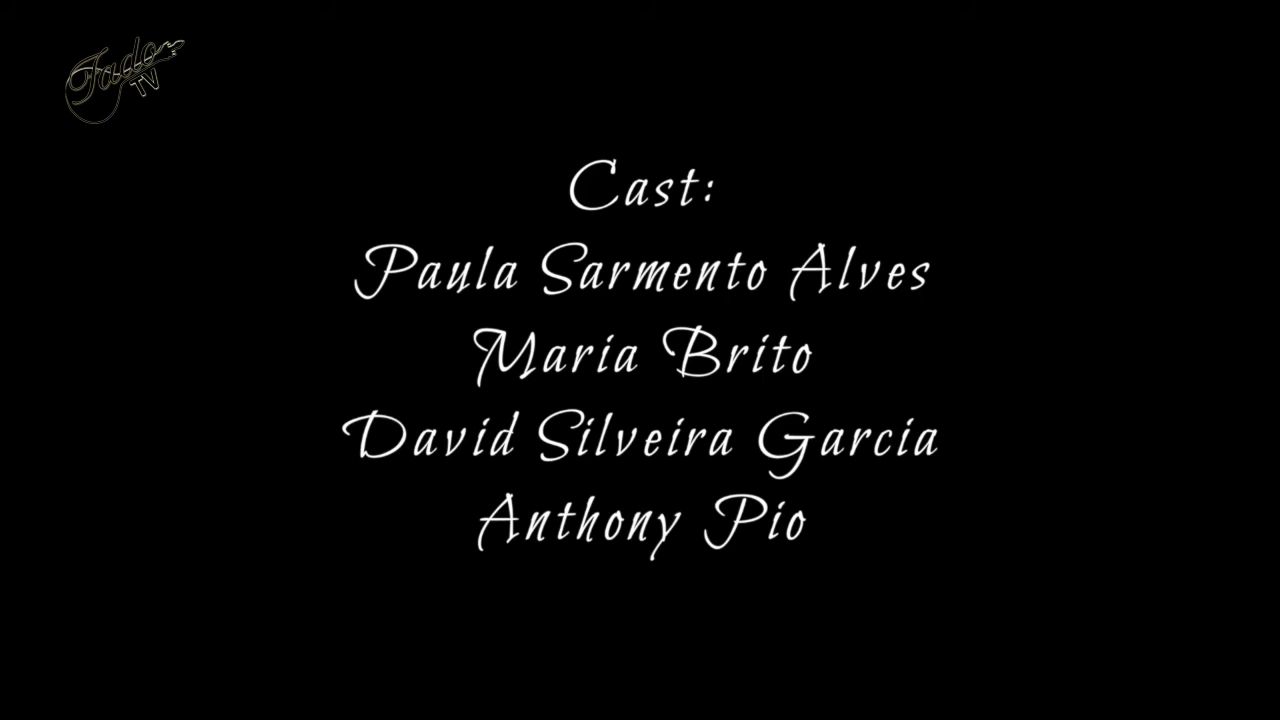 Fado
TV
Cast:
Paula Sarmento Alves
Maria Brito
David Silveira Garcia
Anthony Pio